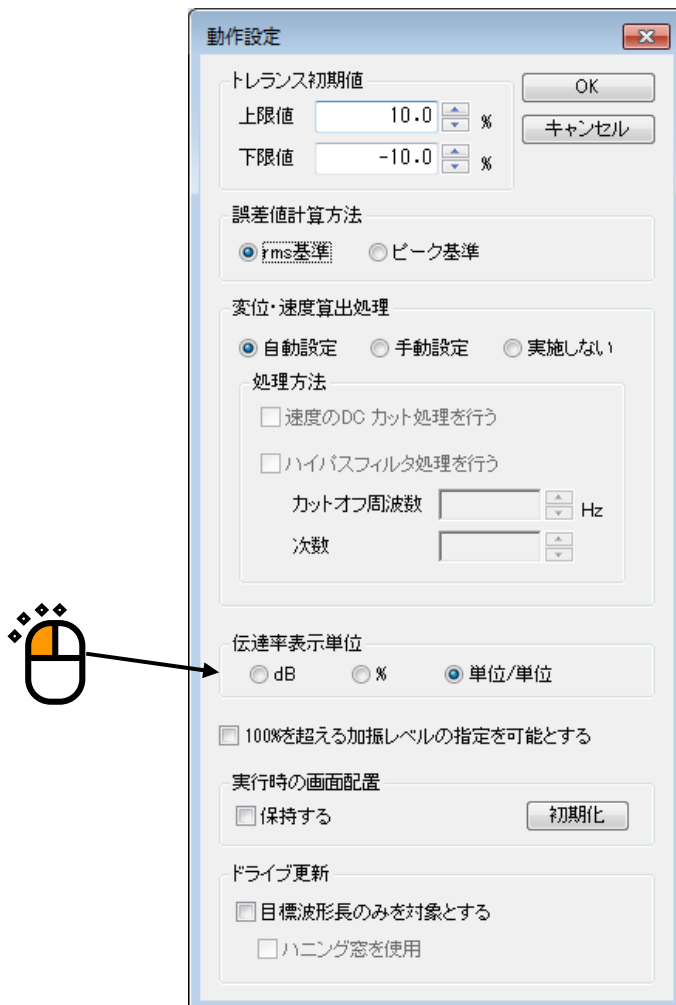 動作設定
トレランス初期値
上限値 10.0 %
下限値 -10.0 %
OK
キャンセル
誤差値計算方法
rms基準 ピーク基準
変位・速度算出処理
自動設定 手動設定 実施しない
処理方法
速度のDC カット処理を行う
ハイパスフィルタ処理を行う
カットオフ周波数 Hz
次数
伝達率表示単位
dB % 単位/単位
100%を超える加振レベルの指定を可能とする
実行時の画面配置
保持する 初期化
ドライブ更新
目標波形長のみを対象とする
ハニング窓を使用